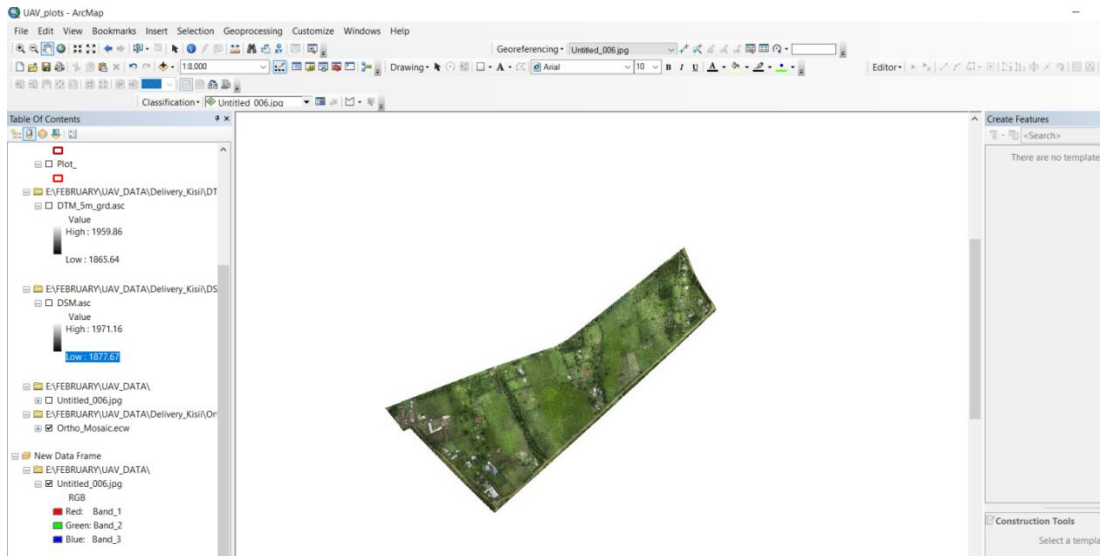 UAV_plots - ArcMap
File Edit View Bookmarks Insert Selection Geoprocessing Customize Windows Help
Georeferencing Untitled_006.jpg
1:8,000 Drawing A Arial 10 B I U A Editor
Classification Untitled_006.jpg
Table Of Contents
Create Features
<Search>
There are no template
Plot_
E:\FEBRUARY\UAV_DATA\Delivery_Kisii\DT
DTM_5m_grd.asc
Value
High : 1959.86
Low : 1865.64
E:\FEBRUARY\UAV_DATA\Delivery_Kisii\DS
DSM.asc
Value
High : 1971.16
Low : 1877.67
E:\FEBRUARY\UAV_DATA\
Untitled_006.jpg
E:\FEBRUARY\UAV_DATA\Delivery_Kisii\Or
Ortho_Mosaic.ecw
New Data Frame
E:\FEBRUARY\UAV_DATA\
Untitled_006.jpg
RGB
Red: Band_1
Green: Band_2
Blue: Band_3
Construction Tools
Select a templa